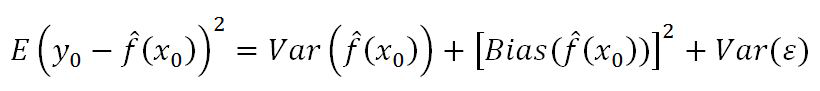 E(y₀ − f̂(x₀))² = Var(f̂(x₀)) + [Bias(f̂(x₀))]² + Var(ε)